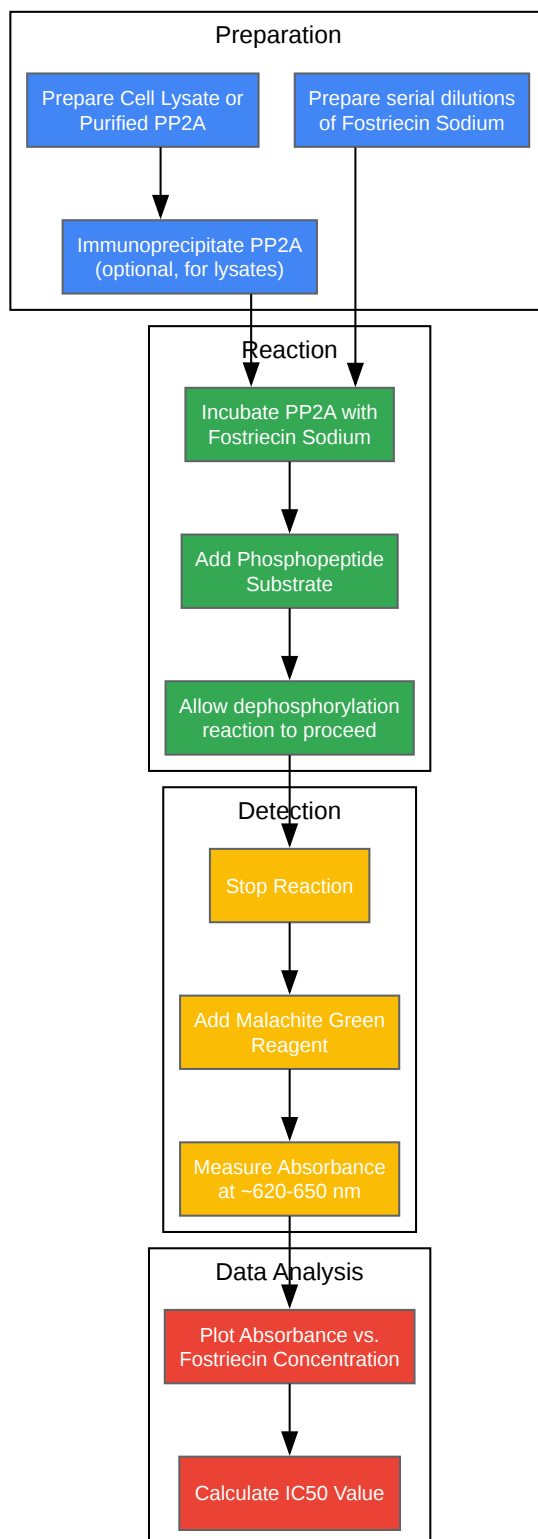 Preparation
Prepare Cell Lysate or
Purified PP2A
Prepare serial dilutions
of Fostriecin Sodium
Immunoprecipitate PP2A
(optional, for lysates)
Reaction
Incubate PP2A with
Fostriecin Sodium
Add Phosphopeptide
Substrate
Allow dephosphorylation
reaction to proceed
Detection
Stop Reaction
Add Malachite Green
Reagent
Measure Absorbance
at ~620-650 nm
Data Analysis
Plot Absorbance vs.
Fostriecin Concentration
Calculate IC50 Value